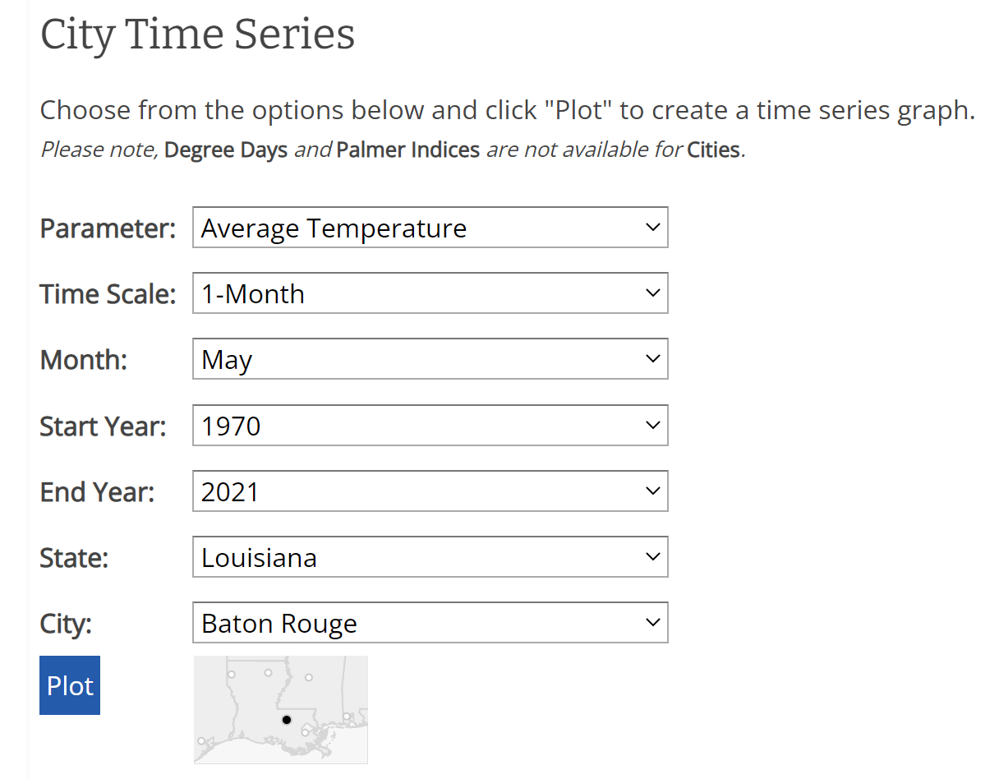 City Time Series
Choose from the options below and click "Plot" to create a time series graph.
Please note, Degree Days and Palmer Indices are not available for Cities.
Parameter: Average Temperature
Time Scale: 1-Month
Month: May
Start Year: 1970
End Year: 2021
State: Louisiana
City: Baton Rouge
Plot